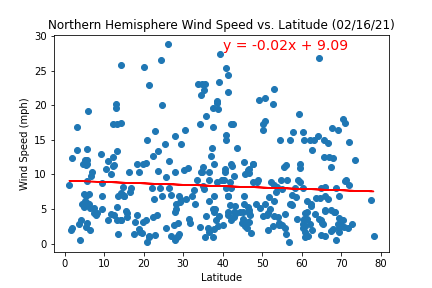 Northern Hemisphere Wind Speed vs. Latitude (02/16/21)
y = -0.02x + 9.09
30
25
20
15
10
5
0
Wind Speed (mph)
0 10 20 30 40 50 60 70 80
Latitude